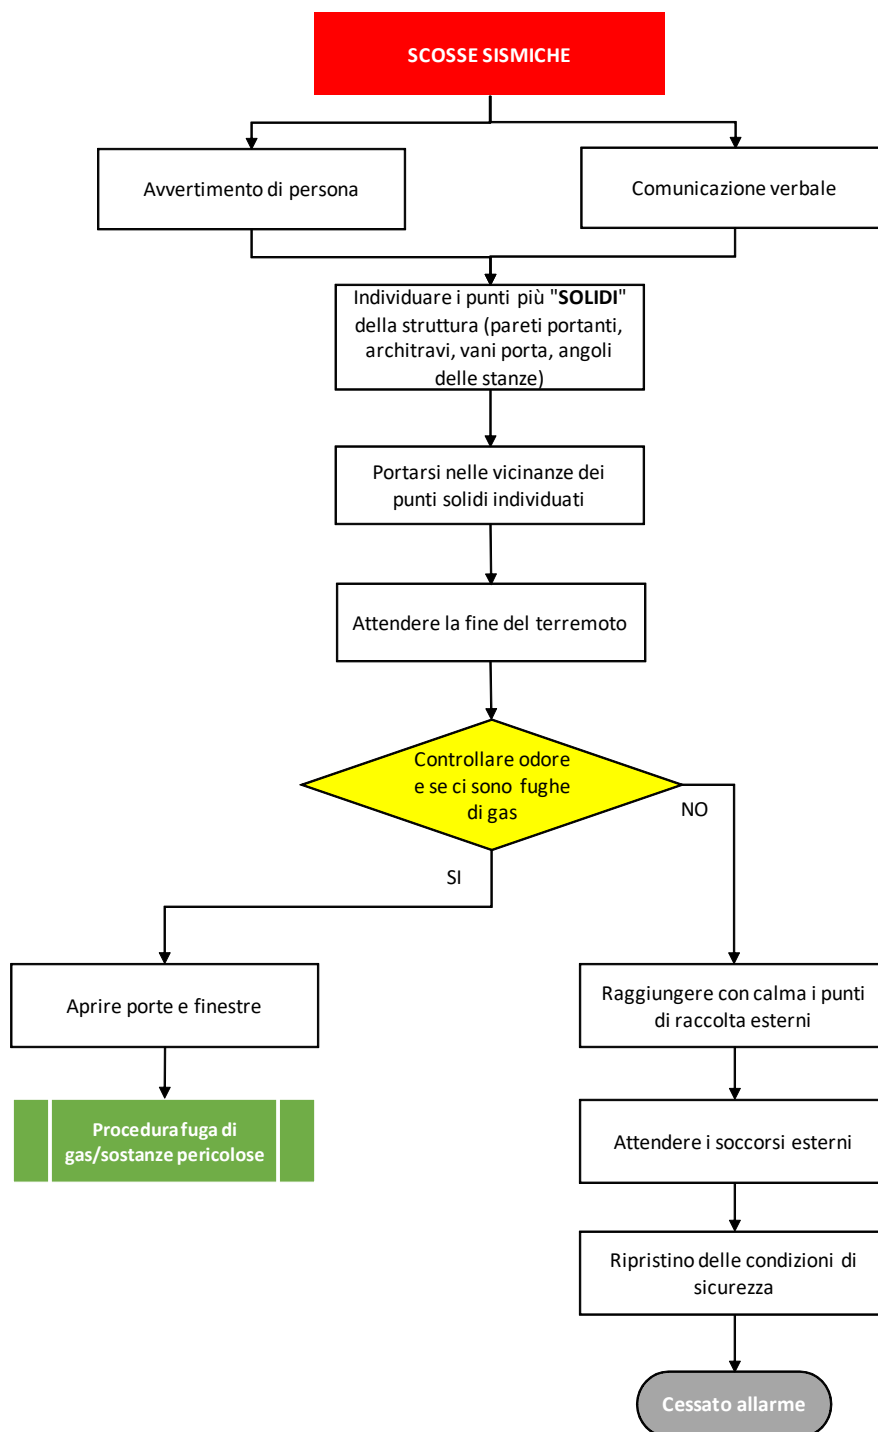 SCOSSE SISMICHE
Avvertimento di persona
Comunicazione verbale
Individuare i punti più "SOLIDI"
della struttura (pareti portanti,
architravi, vani porta, angoli
delle stanze)
Portarsi nelle vicinanze dei
punti solidi individuati
Attendere la fine del terremoto
Controllare odore
e se ci sono fughe
di gas
NO
SI
Aprire porte e finestre
Raggiungere con calma i punti
di raccolta esterni
Procedura fuga di
gas/sostanze pericolose
Attendere i soccorsi esterni
Ripristino delle condizioni di
sicurezza
Cessato allarme